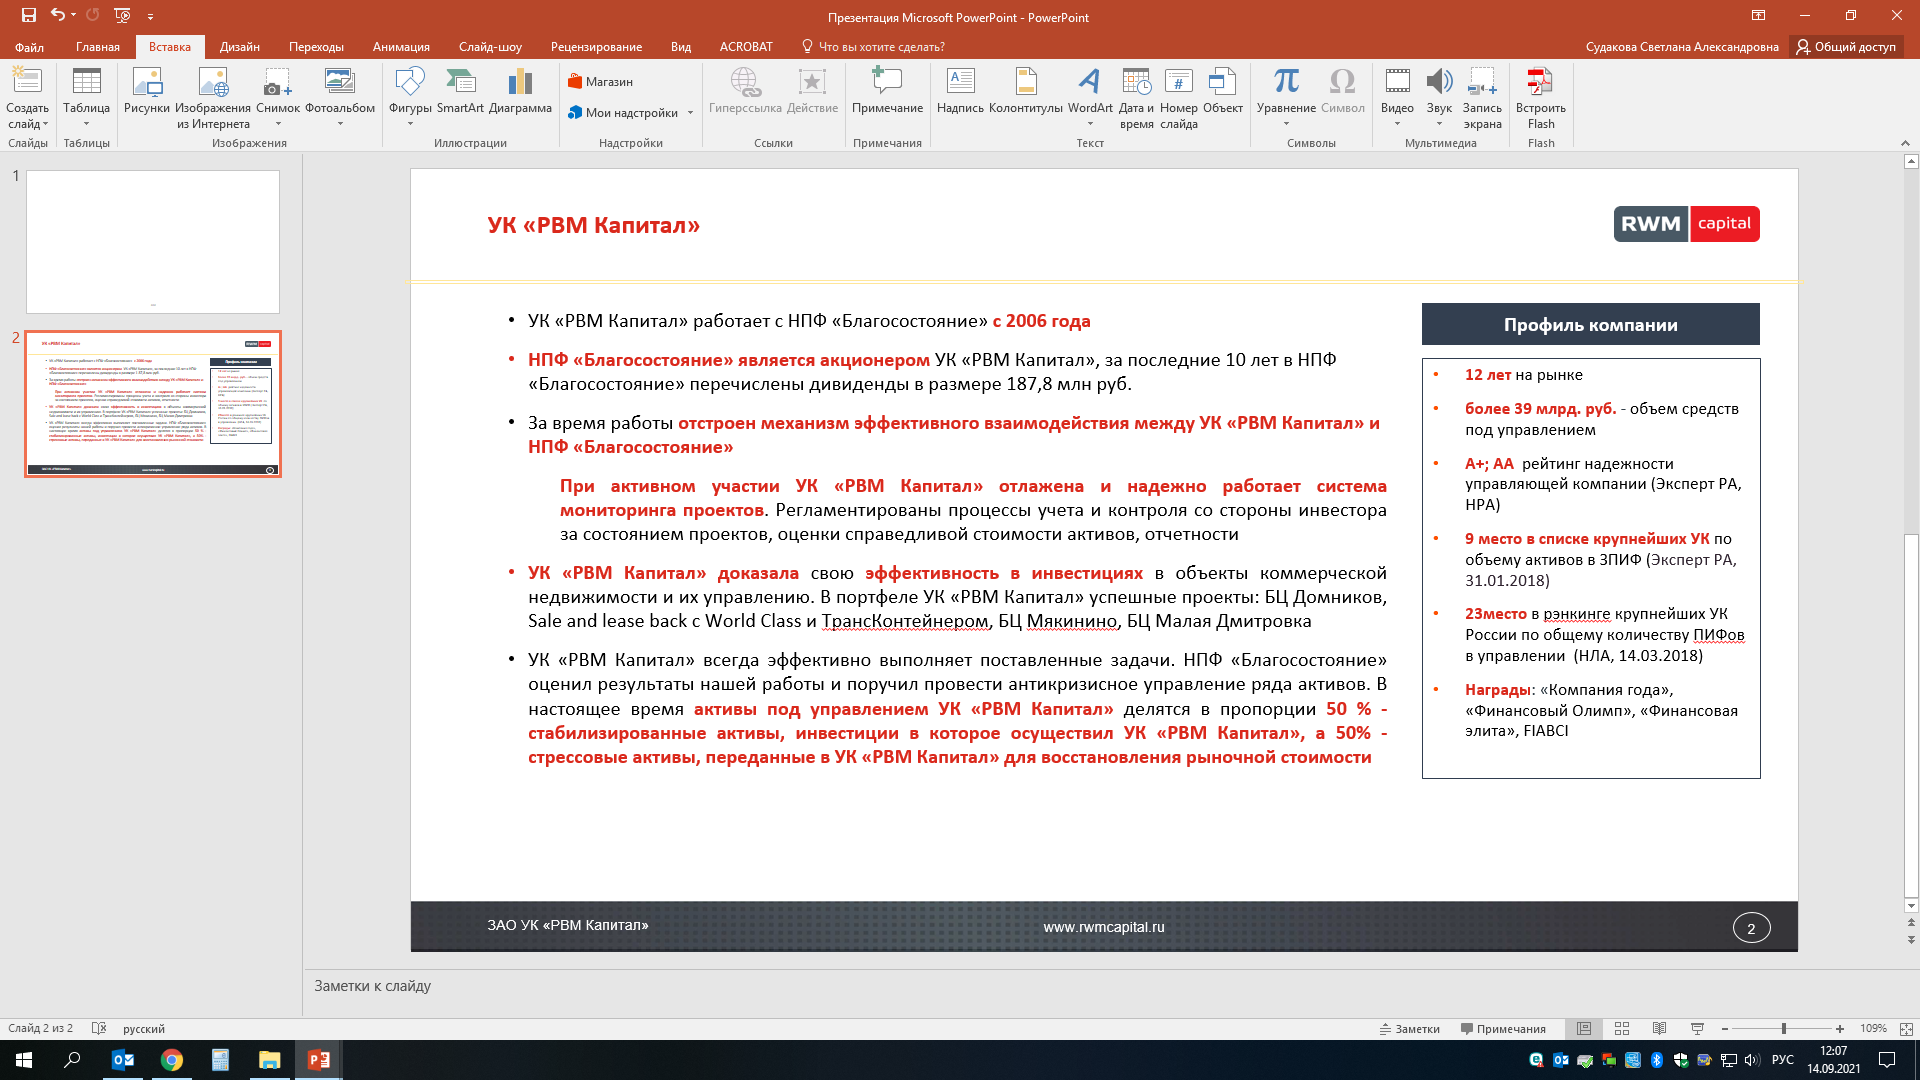 Презентация Microsoft PowerPoint - PowerPoint
Файл Главная Вставка Дизайн Переходы Анимация Слайд-шоу Рецензирование Вид ACROBAT Что вы хотите сделать? Судакова Светлана Александровна Общий доступ
Создать слайд
Таблица
Рисунки
Изображения из Интернета
Снимок
Фотоальбом
Фигуры
SmartArt
Диаграмма
Магазин
Мои надстройки
Гиперссылка
Действие
Примечание
Надпись
Колонтитулы
WordArt
Дата и время
Номер слайда
Объект
Уравнение
Символ
Видео
Звук
Запись экрана
Встроить Flash
Слайды Таблицы Изображения Иллюстрации Надстройки Ссылки Примечания Текст Символы Мультимедиа Flash
1
2
УК «РВМ Капитал»
RWM capital
• УК «РВМ Капитал» работает с НПФ «Благосостояние» с 2006 года
• НПФ «Благосостояние» является акционером УК «РВМ Капитал», за последние 10 лет в НПФ
«Благосостояние» перечислены дивиденды в размере 187,8 млн руб.
• За время работы отстроен механизм эффективного взаимодействия между УК «РВМ Капитал» и
НПФ «Благосостояние»
При активном участии УК «РВМ Капитал» отлажена и надежно работает система
мониторинга проектов. Регламентированы процессы учета и контроля со стороны инвестора
за состоянием проектов, оценки справедливой стоимости активов, отчетности
• УК «РВМ Капитал» доказала свою эффективность в инвестициях в объекты коммерческой
недвижимости и их управлению. В портфеле УК «РВМ Капитал» успешные проекты: БЦ Домников,
Sale and lease back с World Class и ТрансКонтейнером, БЦ Мякинино, БЦ Малая Дмитровка
• УК «РВМ Капитал» всегда эффективно выполняет поставленные задачи. НПФ «Благосостояние»
оценил результаты нашей работы и поручил провести антикризисное управление ряда активов. В
настоящее время активы под управлением УК «РВМ Капитал» делятся в пропорции 50 % -
стабилизированные активы, инвестиции в которое осуществил УК «РВМ Капитал», а 50% -
стрессовые активы, переданные в УК «РВМ Капитал» для восстановления рыночной стоимости
Профиль компании
• 12 лет на рынке
• более 39 млрд. руб. - объем средств
под управлением
• А+; АА рейтинг надежности
управляющей компании (Эксперт РА,
НРА)
• 9 место в списке крупнейших УК по
объему активов в ЗПИФ (Эксперт РА,
31.01.2018)
• 23место в рэнкинге крупнейших УК
России по общему количеству ПИФов
в управлении (НЛА, 14.03.2018)
• Награды: «Компания года»,
«Финансовый Олимп», «Финансовая
элита», FIABCI
ЗАО УК «РВМ Капитал» www.rwmcapital.ru 2
Заметки к слайду
Слайд 2 из 2 русский Заметки Примечания 109%
РУС
12:07
14.09.2021